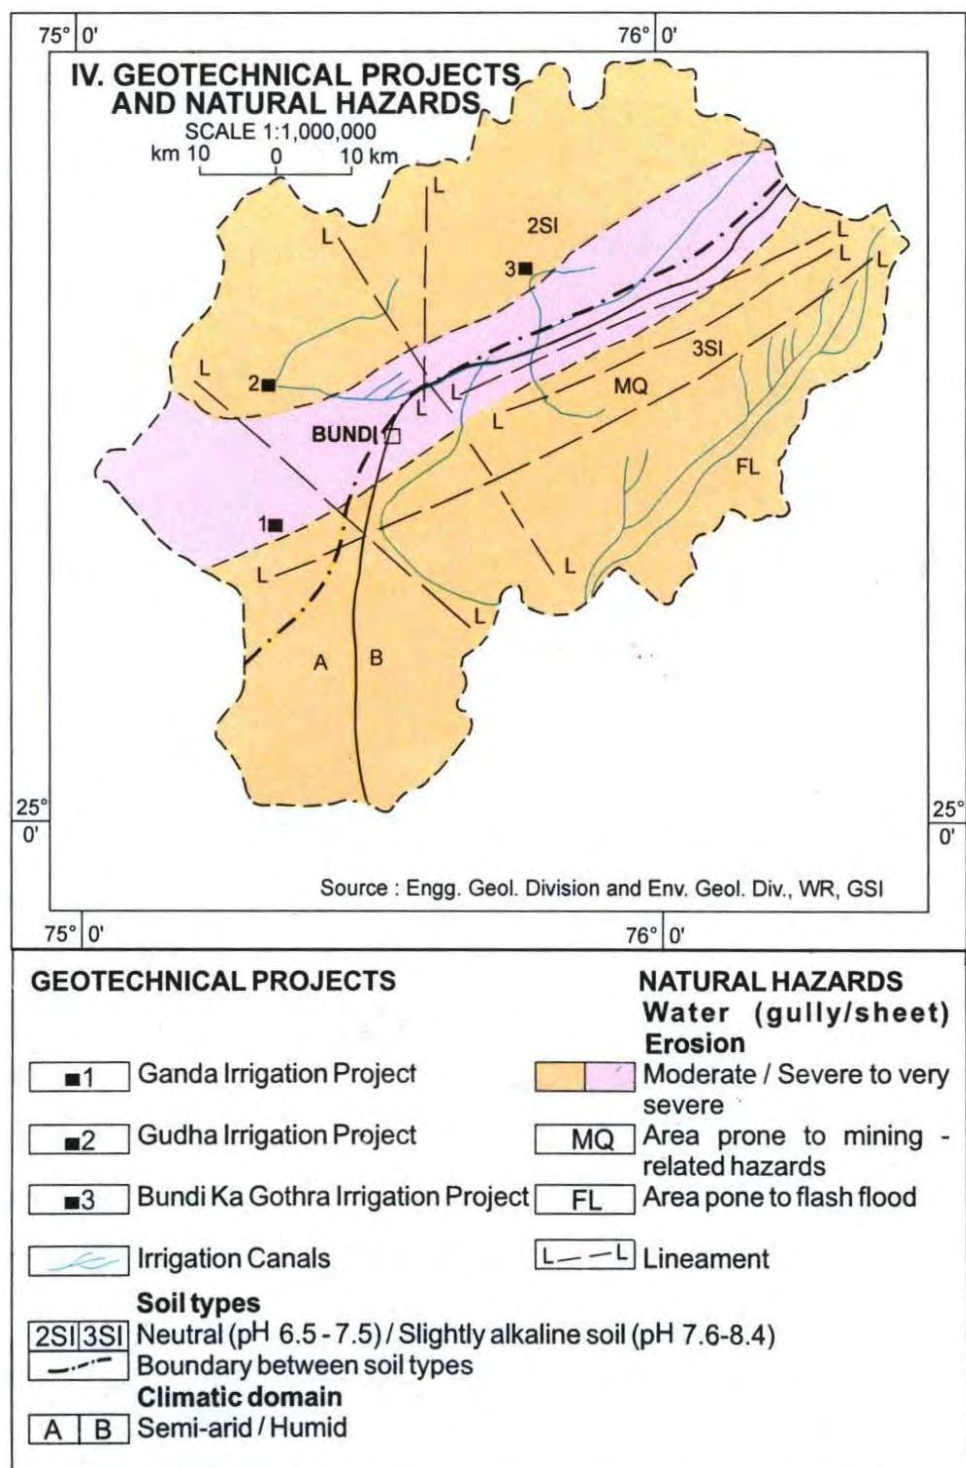 75° 0'
76° 0'
IV. GEOTECHNICAL PROJECTS
AND NATURAL HAZARDS
SCALE 1:1,000,000
km 10 0 10 km
L
L
2SI
L
L
3
L
3SI
L
2
MQ
L
L
L
BUNDI
FL
1
L
L
L
A B
25°
0'
25°
0'
Source : Engg. Geol. Division and Env. Geol. Div., WR, GSI
75° 0'
76° 0'
GEOTECHNICAL PROJECTS
1 Ganda Irrigation Project
2 Gudha Irrigation Project
3 Bundi Ka Gothra Irrigation Project
Irrigation Canals
Soil types
2SI 3SI Neutral (pH 6.5 - 7.5) / Slightly alkaline soil (pH 7.6-8.4)
Boundary between soil types
Climatic domain
A B Semi-arid / Humid
NATURAL HAZARDS
Water (gully/sheet)
Erosion
Moderate / Severe to very
severe
MQ Area prone to mining -
related hazards
FL Area pone to flash flood
L L Lineament